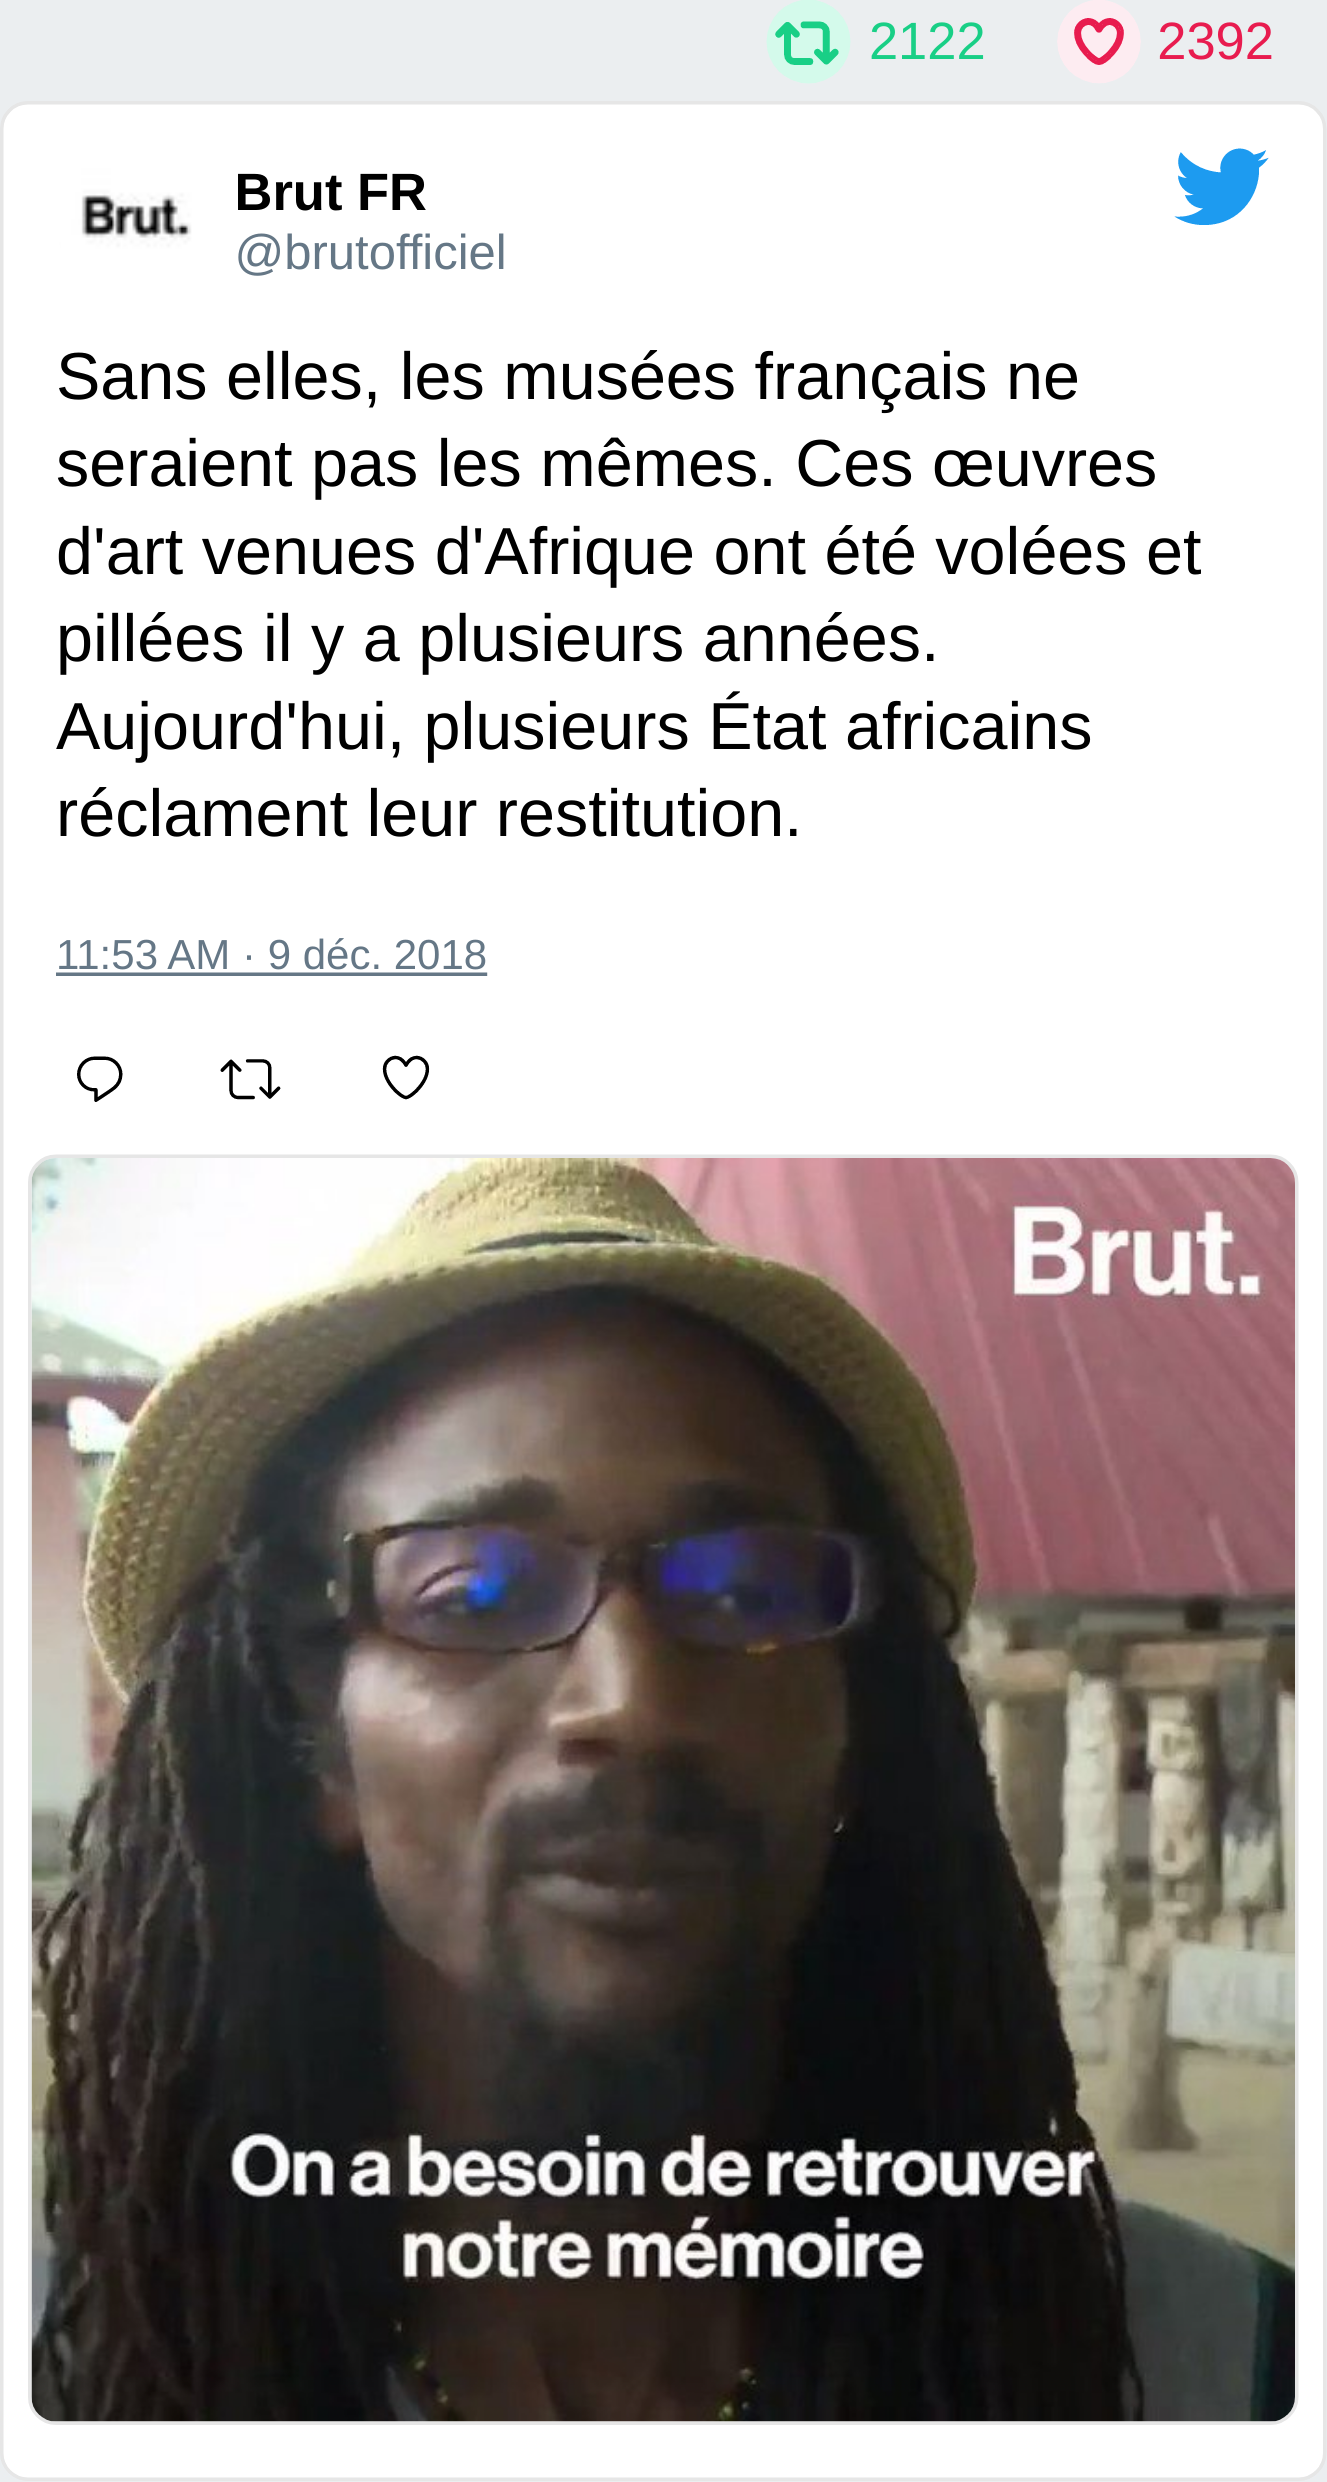 2122 2392
Brut.
Brut FR
@brutofficiel
Sans elles, les musées français ne
seraient pas les mêmes. Ces œuvres
d'art venues d'Afrique ont été volées et
pillées il y a plusieurs années.
Aujourd'hui, plusieurs État africains
réclament leur restitution.
11:53 AM · 9 déc. 2018
Brut.
On a besoin de retrouver
notre mémoire